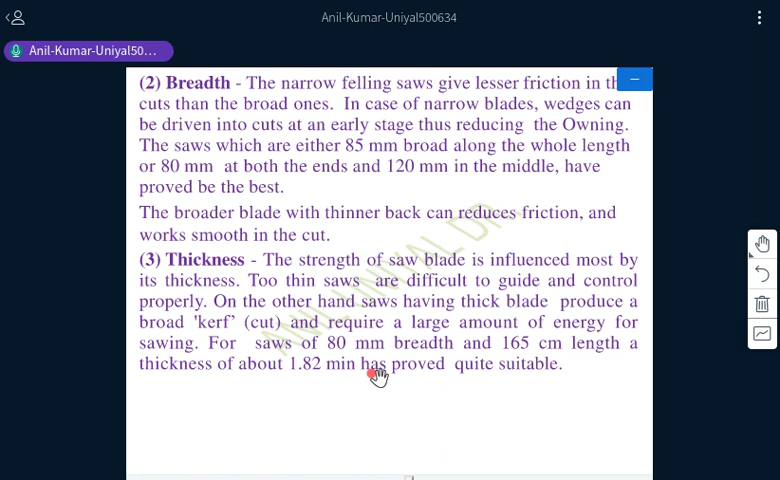 Anil-Kumar-Uniyal500634
Anil-Kumar-Uniyal50...
(2) Breadth - The narrow felling saws give lesser friction in
cuts than the broad ones. In case of narrow blades, wedges can
be driven into cuts at an early stage thus reducing the Owning.
The saws which are either 85 mm broad along the whole length
or 80 mm at both the ends and 120 mm in the middle, have
proved be the best.
The broader blade with thinner back can reduces friction, and
works smooth in the cut.
(3) Thickness - The strength of saw blade is influenced most by
its thickness. Too thin saws are difficult to guide and control
properly. On the other hand saws having thick blade produce a
broad 'kerf' (cut) and require a large amount of energy for
sawing. For saws of 80 mm breadth and 165 cm length a
thickness of about 1.82 min has proved quite suitable.
ANIL UNIYAL DR.